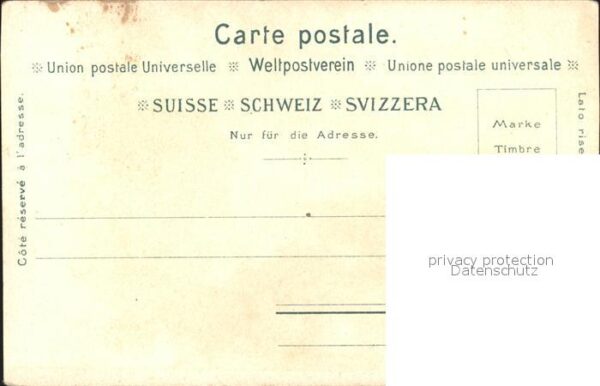 Carte postale.
※ Union postale Universelle ※ Weltpostverein ※ Unione postale universale ※
※ SUISSE ※ SCHWEIZ ※ SVIZZERA
Nur für die Adresse.
Marke
Timbre
Côté réservé à l'adresse.
Lato
privacy protection
Datenschutz